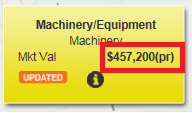 Machinery/Equipment
Machinery
Mkt Val $457,200(pr)
UPDATED i